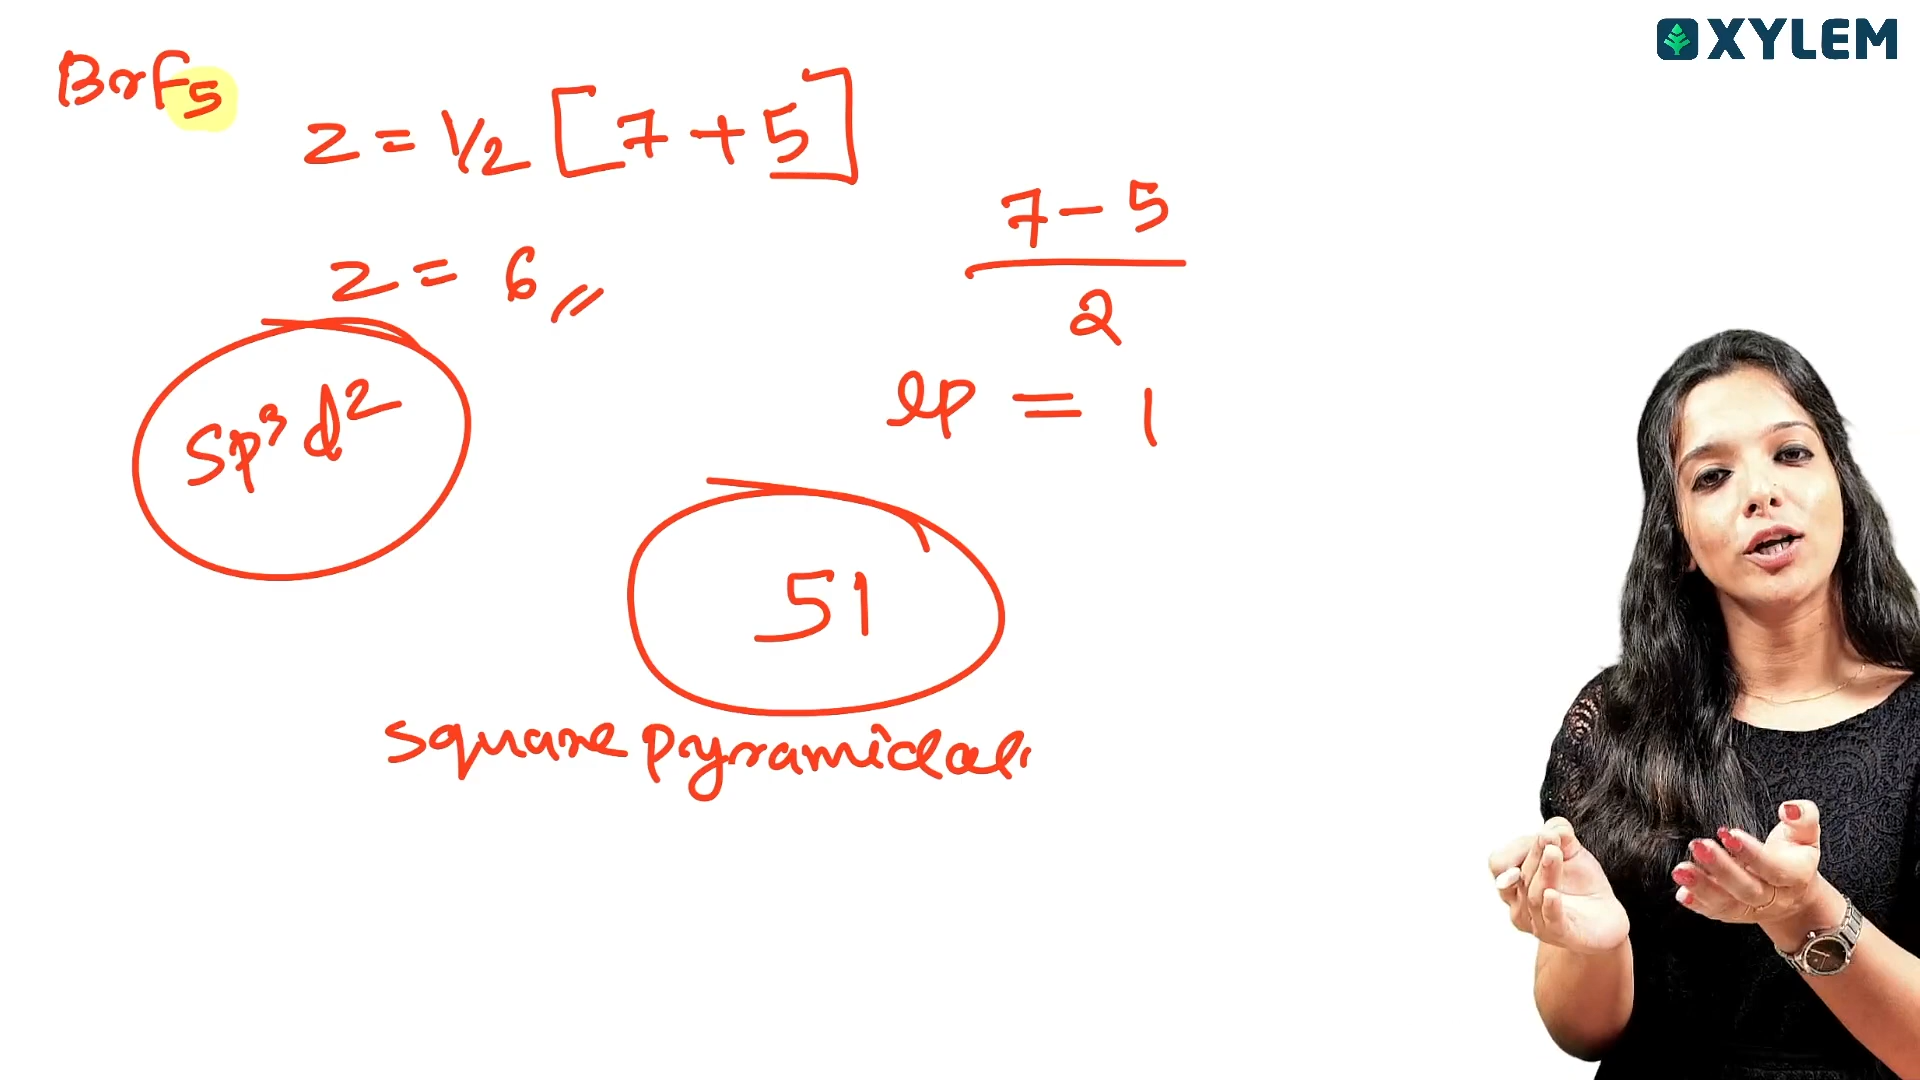 XYLEM
BrF5
z = 1/2 [7 + 5]
7 - 5
2
z = 6 //
sp³d²
lp = 1
51
square pyramidal